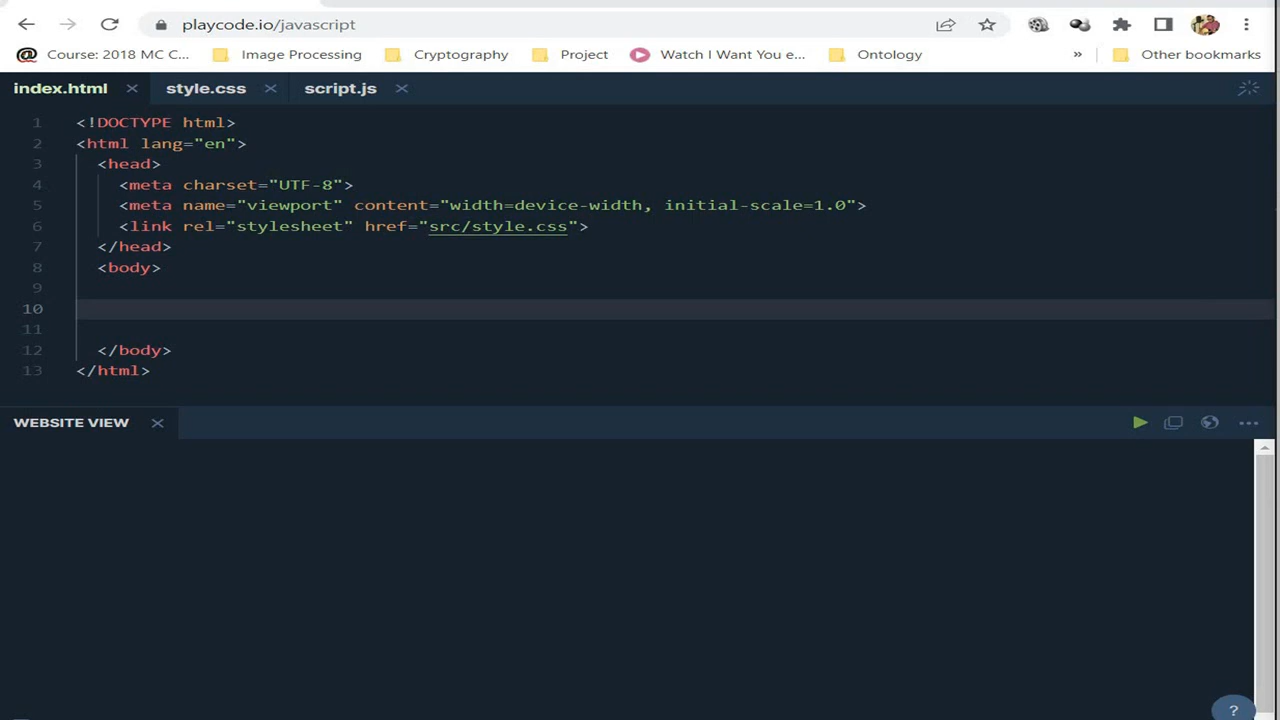 playcode.io/javascript
@ Course: 2018 MC C... Image Processing Cryptography Project Watch I Want You e... Ontology » Other bookmarks
index.html × style.css × script.js ×
1 <!DOCTYPE html>
2 <html lang="en">
3 <head>
4 <meta charset="UTF-8">
5 <meta name="viewport" content="width=device-width, initial-scale=1.0">
6 <link rel="stylesheet" href="src/style.css">
7 </head>
8 <body>
9
10
11
12 </body>
13 </html>
WEBSITE VIEW ×
?